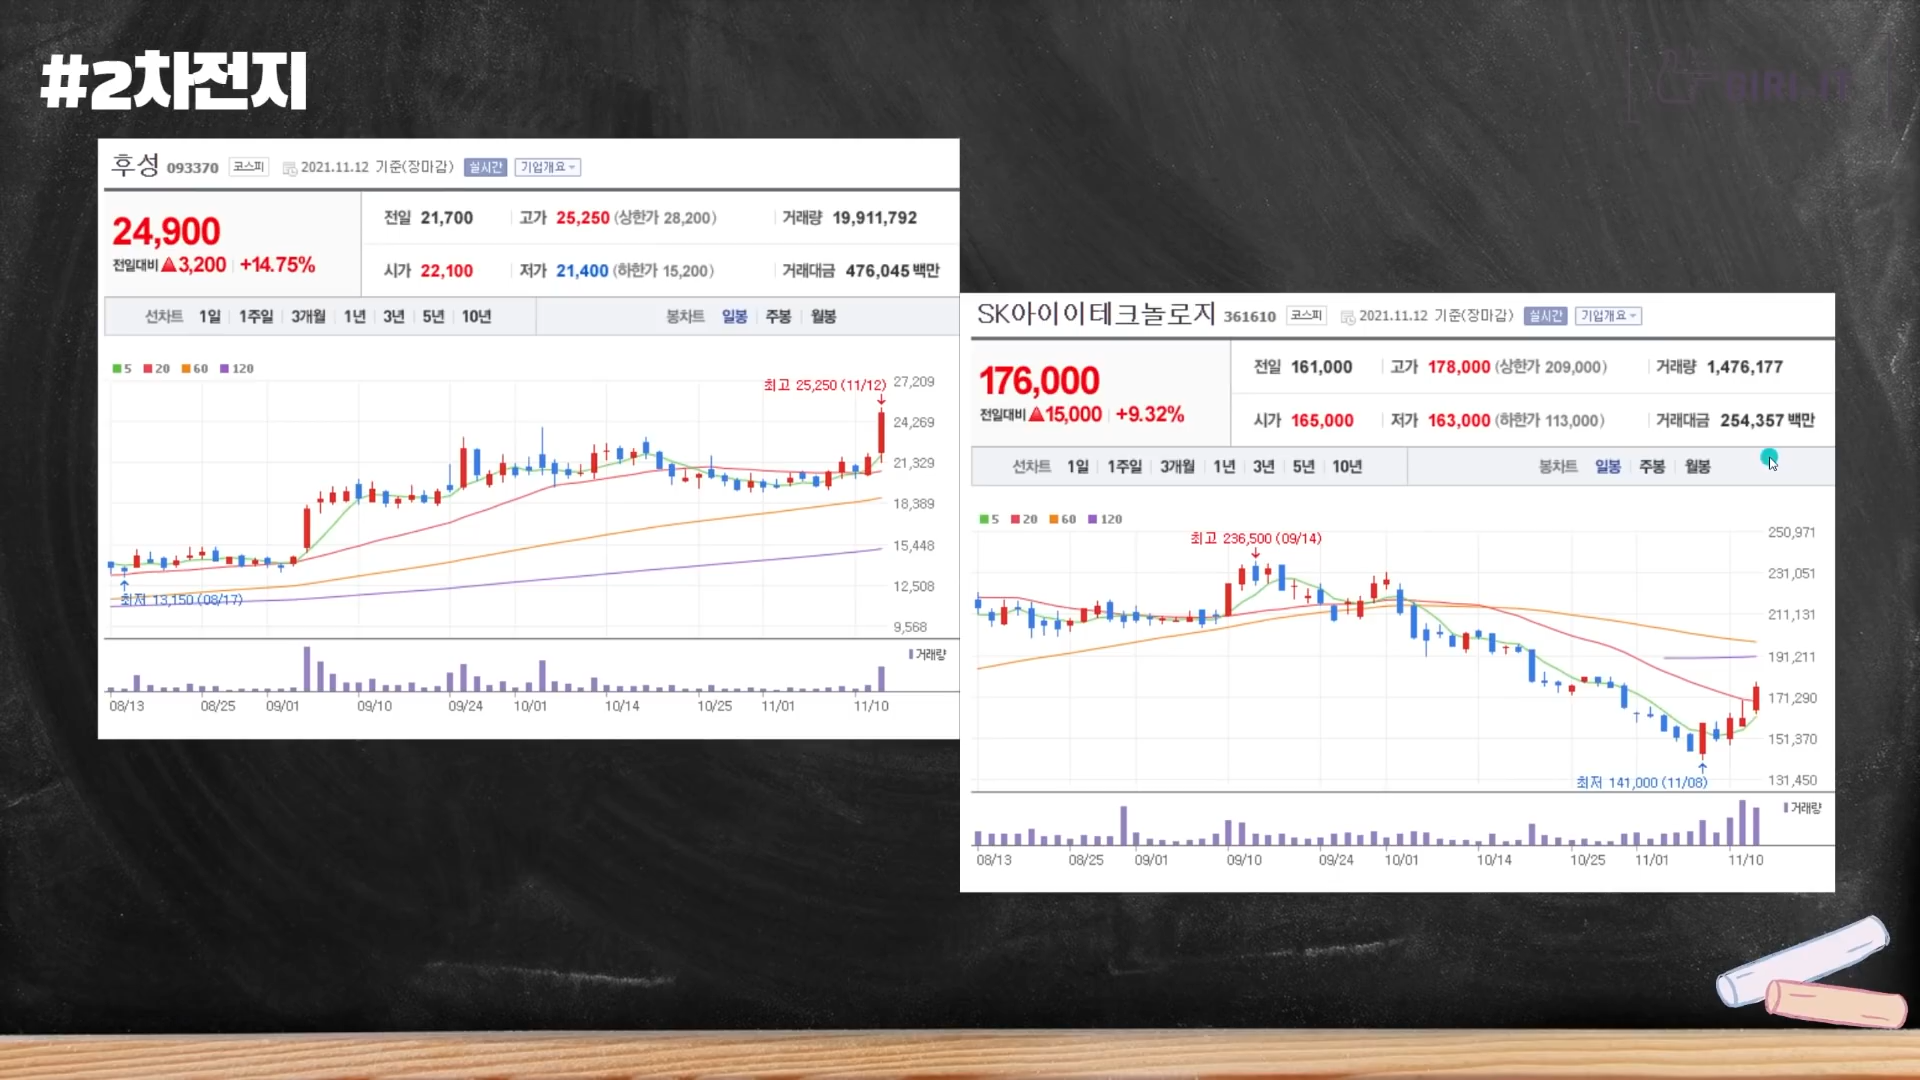 #2차전지
후성 093370 코스피 2021.11.12 기준(장마감) 실시간 기업개요
24,900
전일대비 ▲3,200 +14.75%
전일 21,700 고가 25,250 (상한가 28,200) 거래량 19,911,792
시가 22,100 저가 21,400 (하한가 15,200) 거래대금 476,045 백만
선차트 1일 1주일 3개월 1년 3년 5년 10년 봉차트 일봉 주봉 월봉
5 20 60 120
최고 25,250 (11/12)
27,209
24,269
21,329
18,389
15,448
12,508
9,568
최저 13,150 (08/17)
거래량
08/13 08/25 09/01 09/10 09/24 10/01 10/14 10/25 11/01 11/10
SK아이이테크놀로지 361610 코스피 2021.11.12 기준(장마감) 실시간 기업개요
176,000
전일대비 ▲15,000 +9.32%
전일 161,000 고가 178,000 (상한가 209,000) 거래량 1,476,177
시가 165,000 저가 163,000 (하한가 113,000) 거래대금 254,357 백만
선차트 1일 1주일 3개월 1년 3년 5년 10년 봉차트 일봉 주봉 월봉
5 20 60 120
최고 236,500 (09/14)
250,971
231,051
211,131
191,211
171,290
151,370
131,450
최저 141,000 (11/08)
거래량
08/13 08/25 09/01 09/10 09/24 10/01 10/14 10/25 11/01 11/10